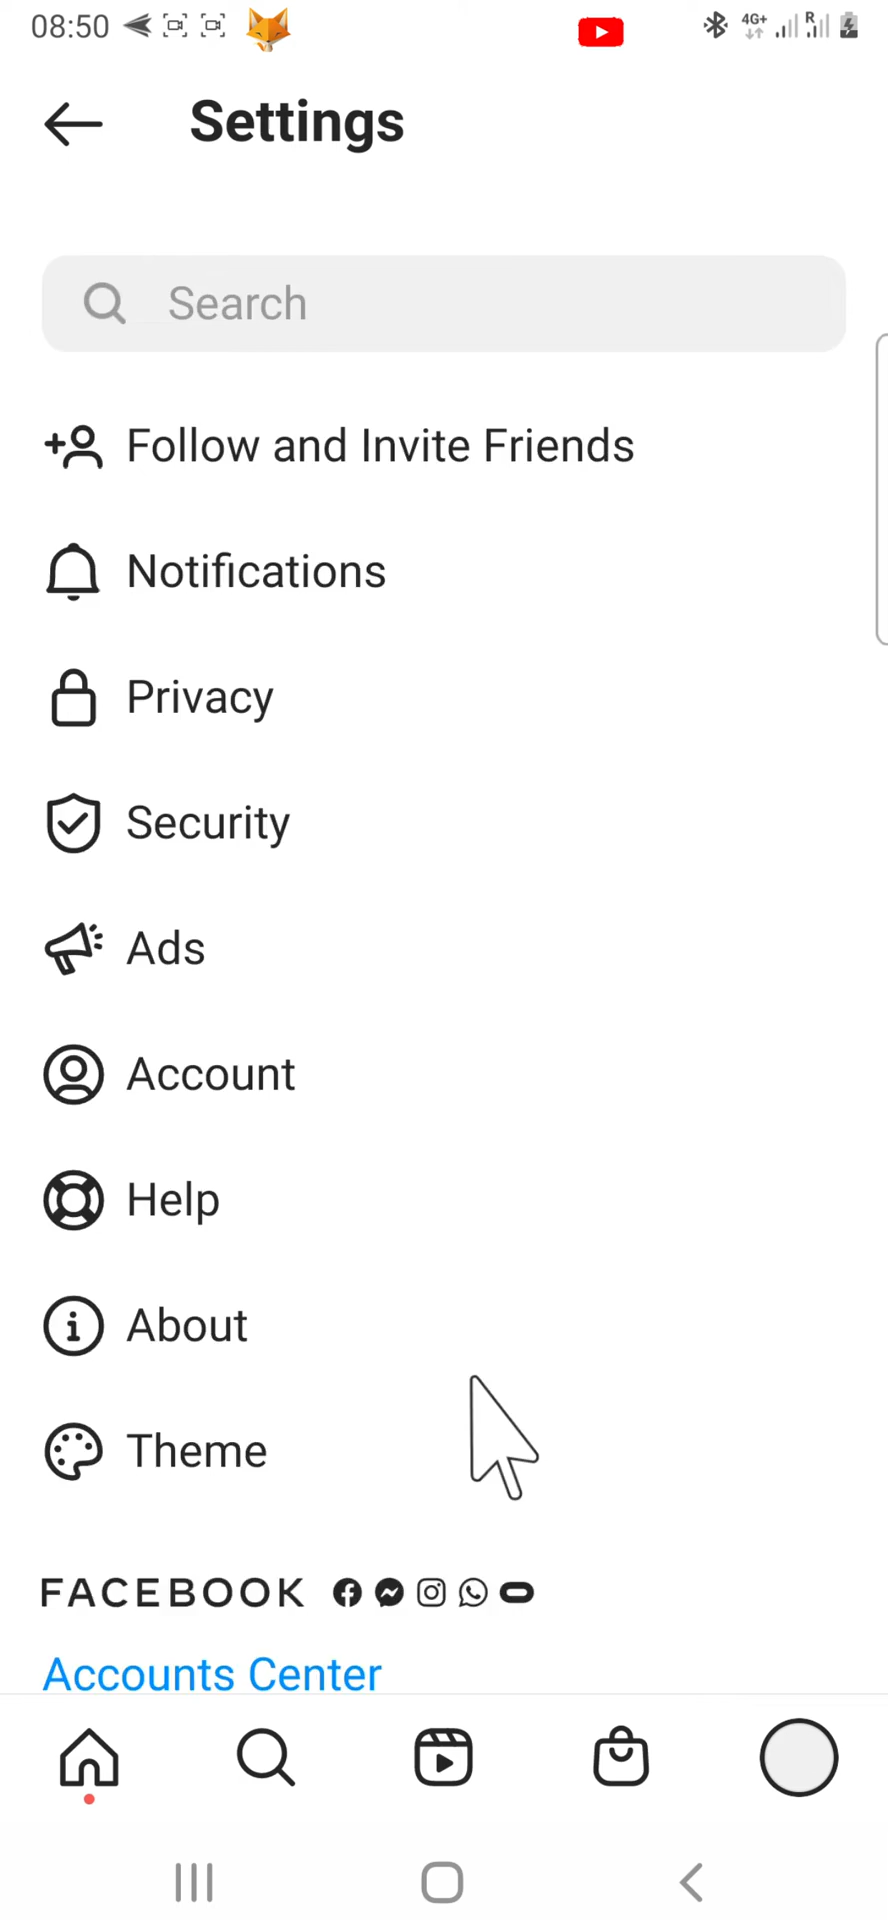 08:50
4G+
R
Settings
Search
Follow and Invite Friends
Notifications
Privacy
Security
Ads
Account
Help
About
Theme
FACEBOOK
Accounts Center